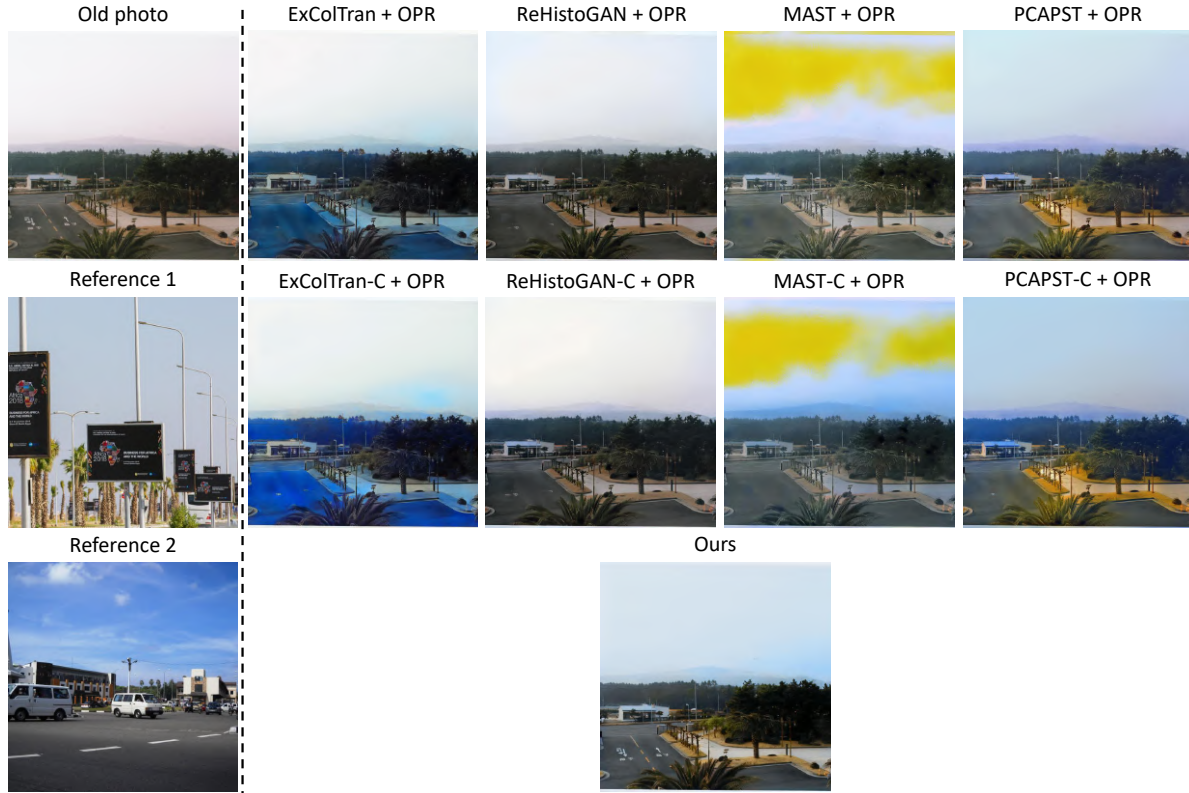 Old photo
ExColTran + OPR
ReHistoGAN + OPR
MAST + OPR
PCAPST + OPR
Reference 1
ExColTran-C + OPR
ReHistoGAN-C + OPR
MAST-C + OPR
PCAPST-C + OPR
Reference 2
Ours